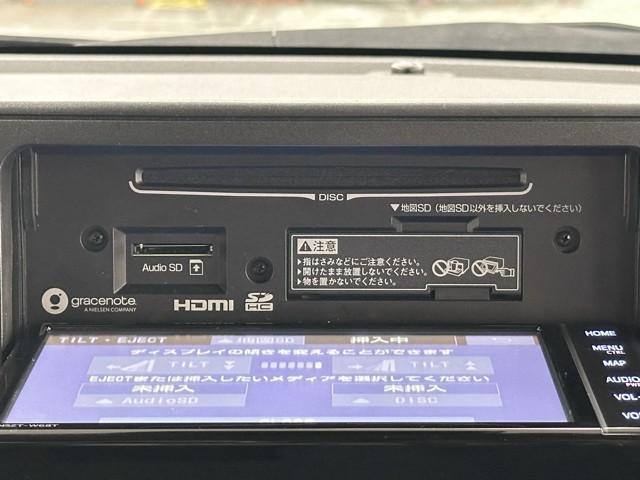 DISC
▼地図SD（地図SD以外を挿入しないでください）
⚠注意
▶指はさみなどにご注意ください。
▶開けたまま放置しないでください。
▶物を置かないでください。
Audio SD
gracenote.
A NIELSEN COMPANY
HDMI
SD
HC
TILT・EJECT
▲地図SD
挿入中
ディスプレイの傾きを変えることができます
TILT
TILT
EJECTまたは挿入したいメディアを選択してください
未挿入
未挿入
▲AudioSD
▲DISC
NSZT-W68T
HOME
MENU
CTRL
MAP
AUDIO
VOL